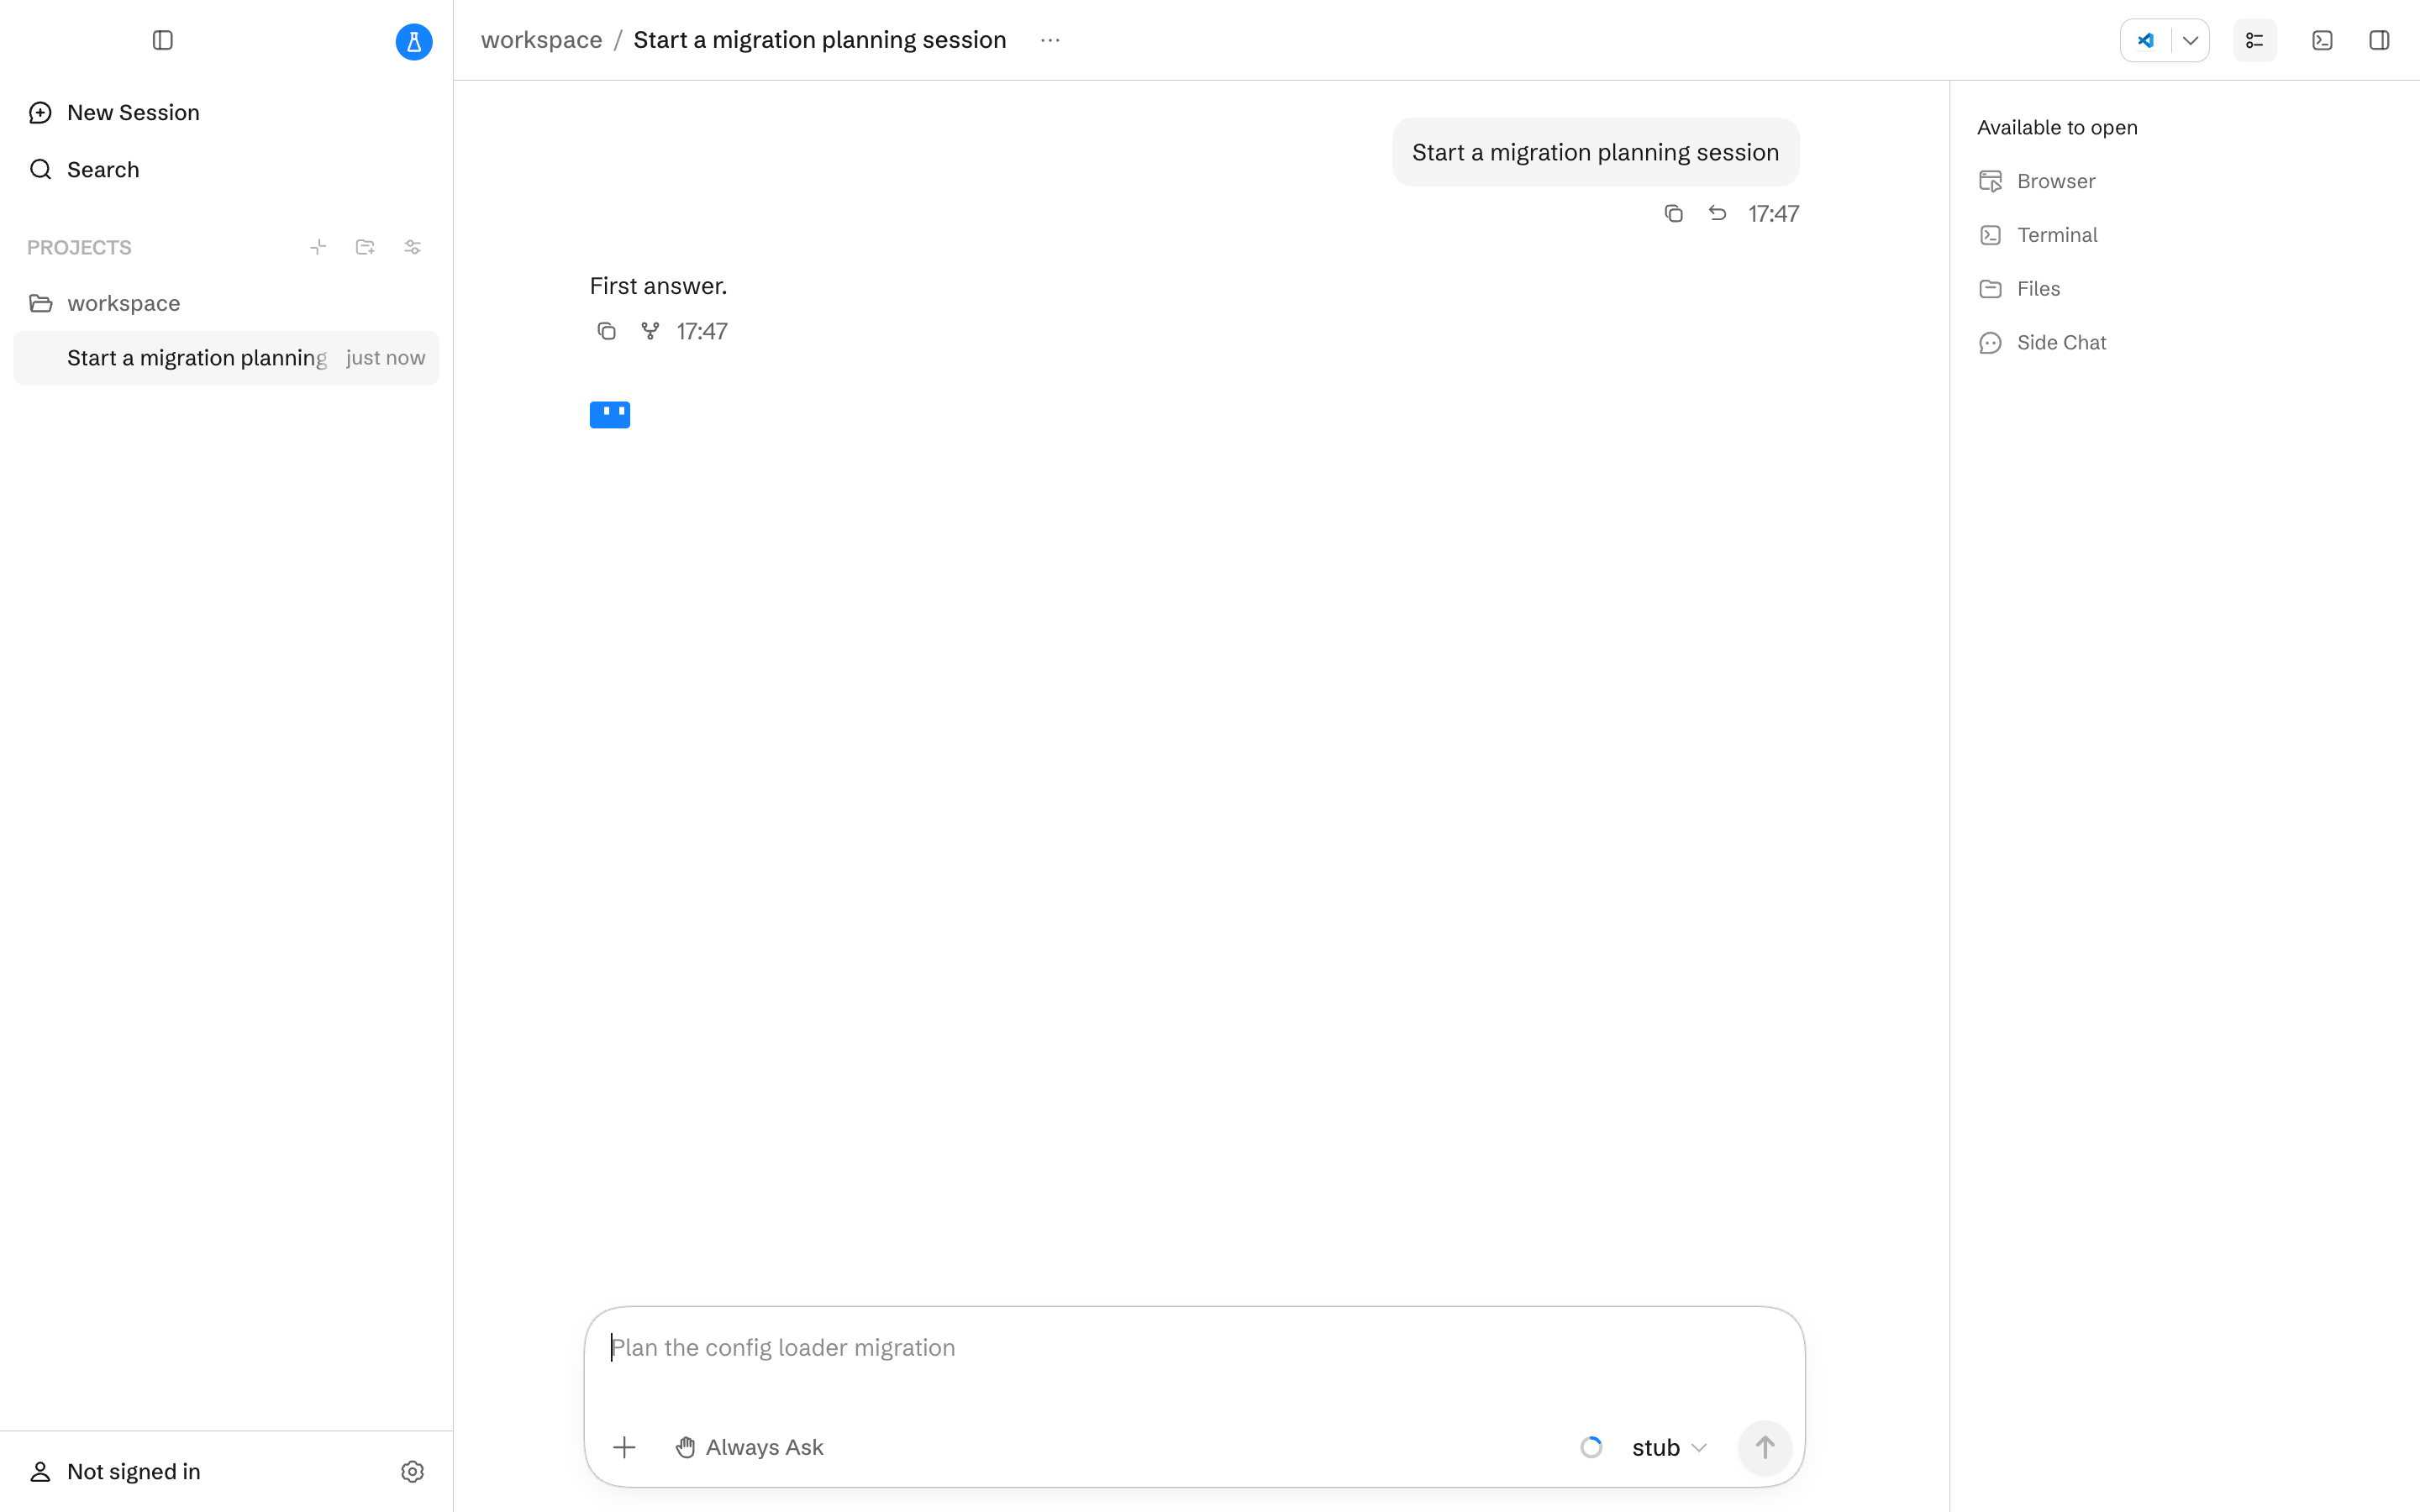 workspace / Start a migration planning session
New Session
Search
PROJECTS
workspace
Start a migration planning just now
Not signed in
Start a migration planning session
17:47
First answer.
17:47
Plan the config loader migration
Always Ask
stub
Available to open
Browser
Terminal
Files
Side Chat